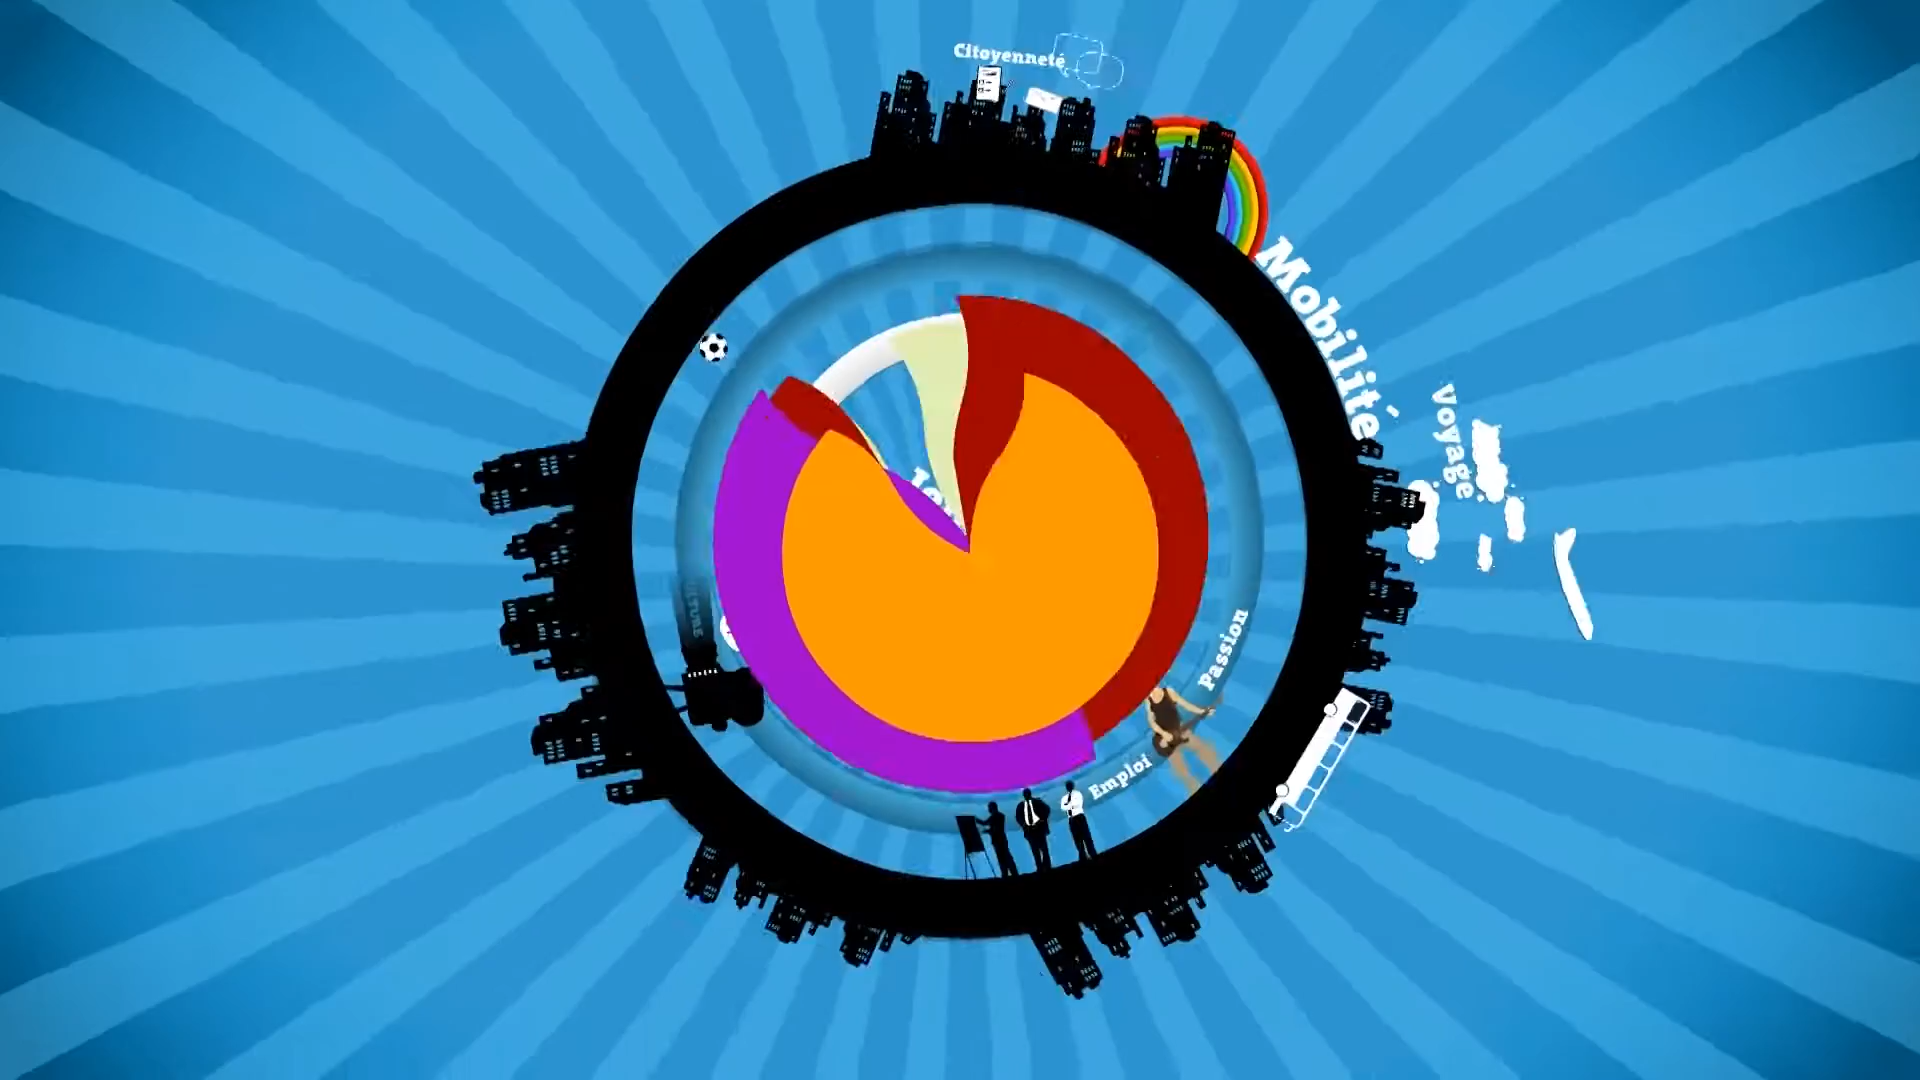 Citoyenneté
Mobilité
Voyage
Passion
Emploi